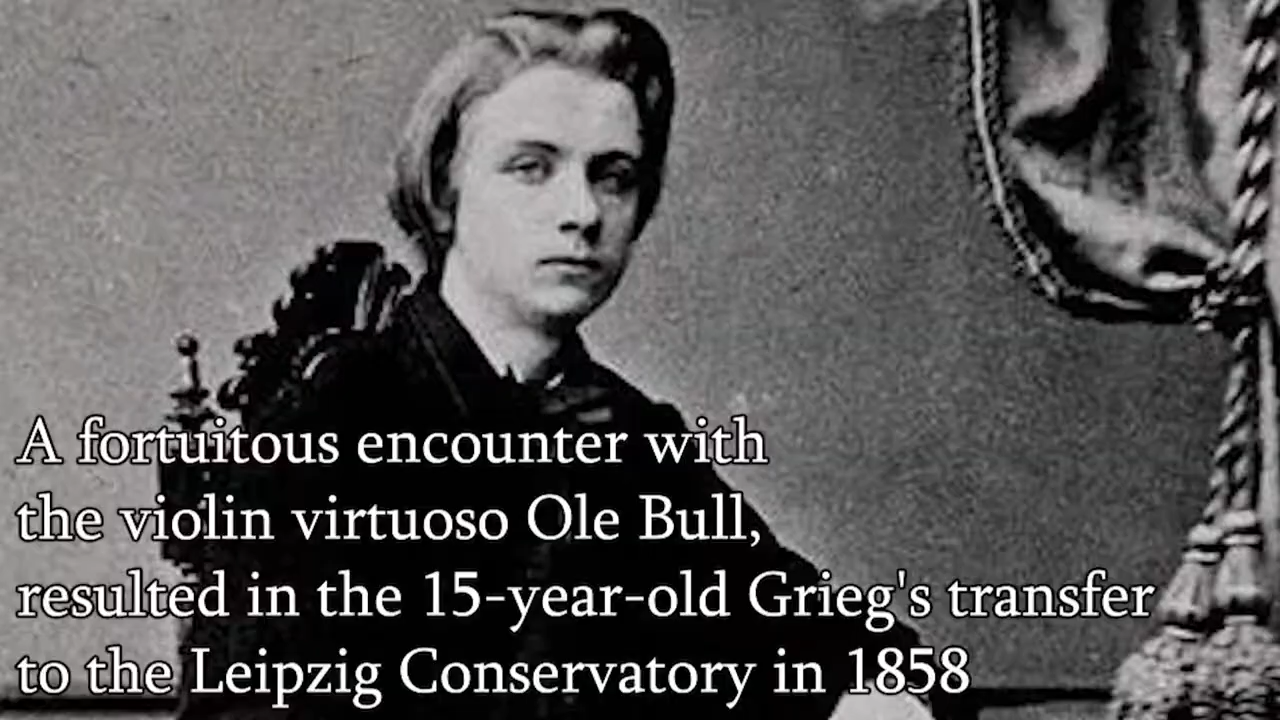 A fortuitous encounter with
the violin virtuoso Ole Bull,
resulted in the 15-year-old Grieg's transfer
to the Leipzig Conservatory in 1858